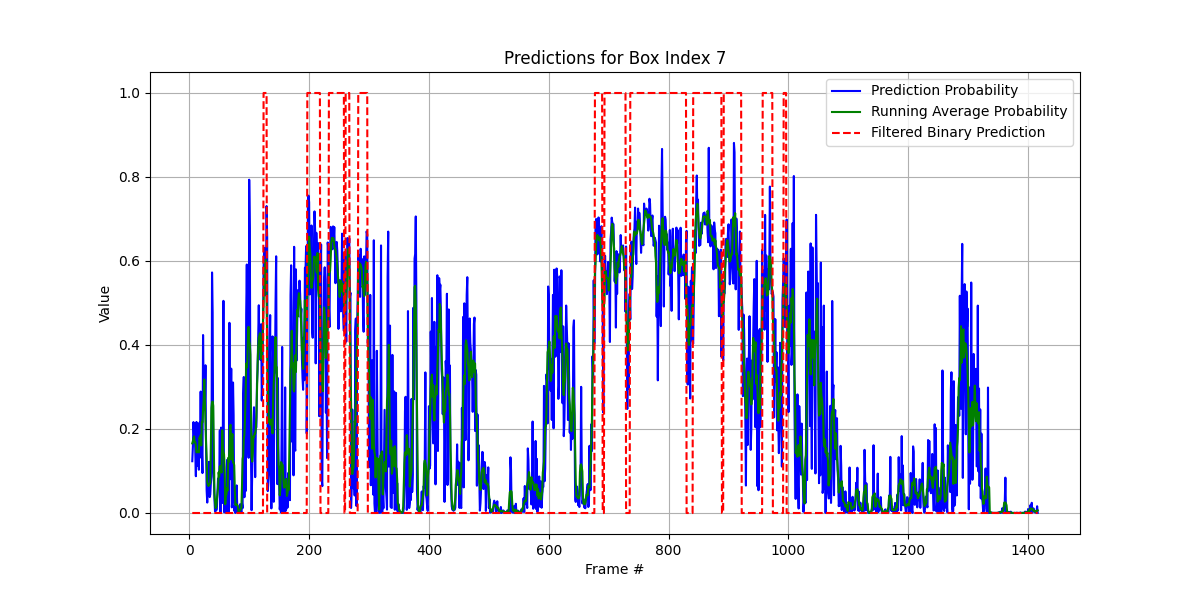 Predictions for Box Index 7
Prediction Probability
Running Average Probability
Filtered Binary Prediction
Value
1.0
0.8
0.6
0.4
0.2
0.0
0 200 400 600 800 1000 1200 1400
Frame #